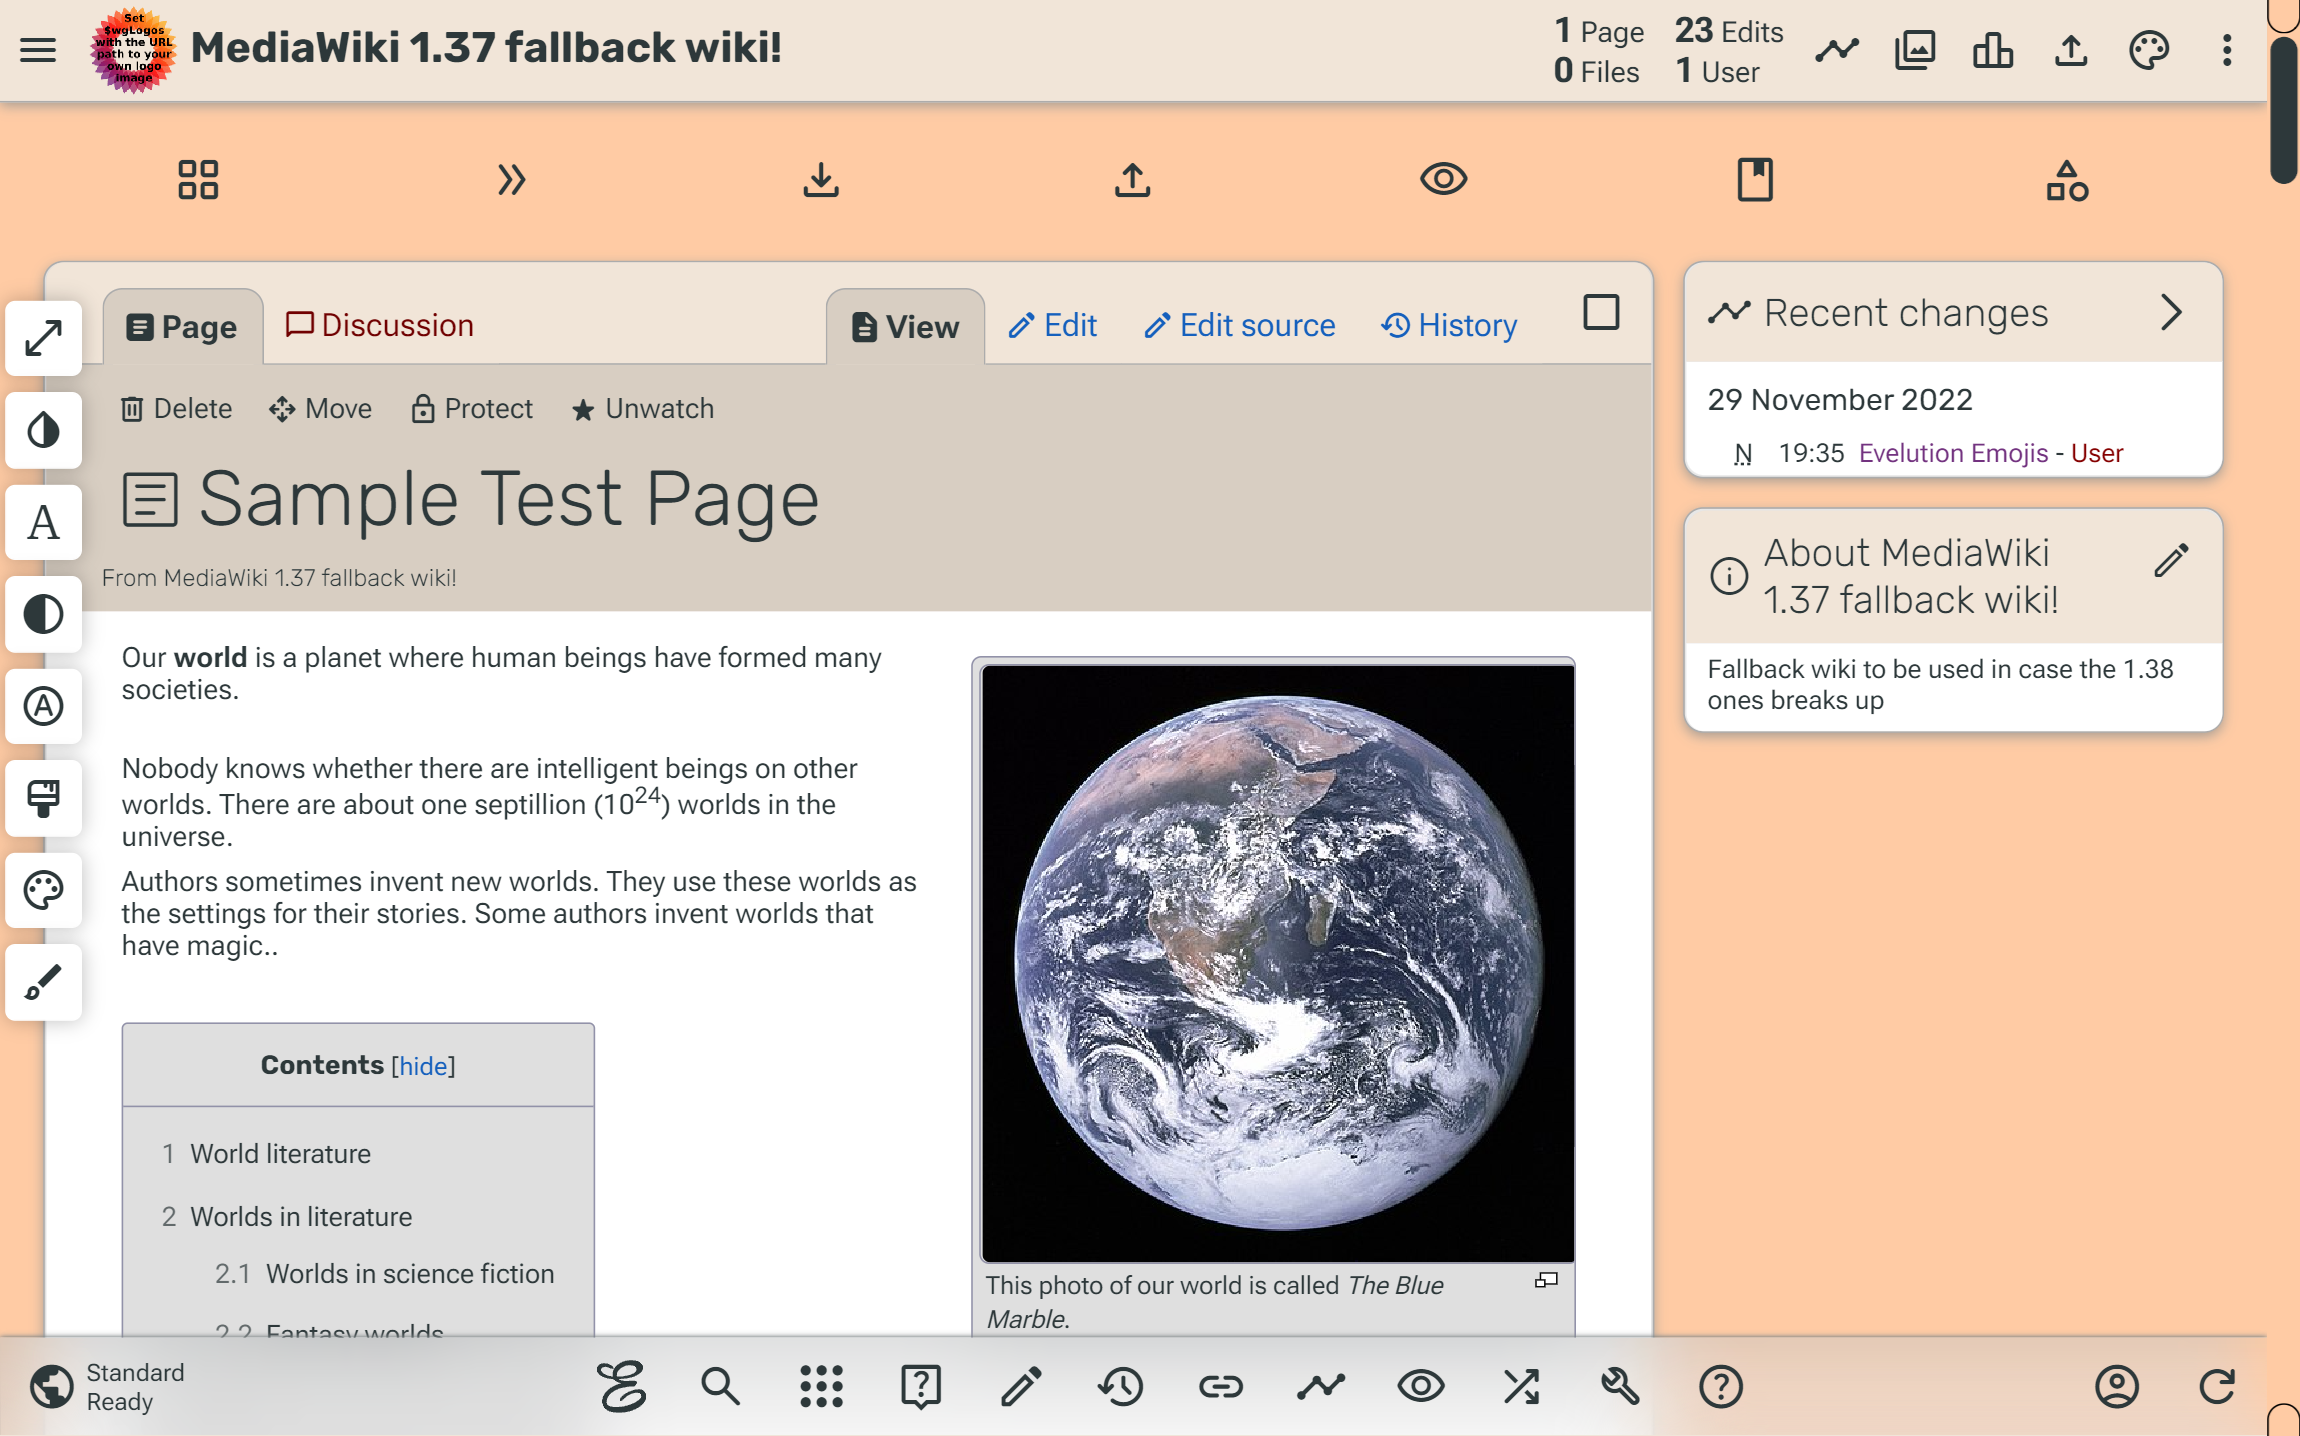 Set
$wgLogos
with the URL
path to your
own logo
image
MediaWiki 1.37 fallback wiki!
1 Page 23 Edits
0 Files 1 User
Page Discussion View Edit Edit source History
Delete Move Protect Unwatch
Sample Test Page
From MediaWiki 1.37 fallback wiki!
Our world is a planet where human beings have formed many
societies.
Nobody knows whether there are intelligent beings on other
worlds. There are about one septillion (10²⁴) worlds in the
universe.
Authors sometimes invent new worlds. They use these worlds as
the settings for their stories. Some authors invent worlds that
have magic..
Contents [hide]
1 World literature
2 Worlds in literature
2.1 Worlds in science fiction
2.2 Fantasy worlds
This photo of our world is called The Blue
Marble.
Recent changes
29 November 2022
N 19:35 Evelution Emojis - User
About MediaWiki
1.37 fallback wiki!
Fallback wiki to be used in case the 1.38
ones breaks up
Standard
Ready